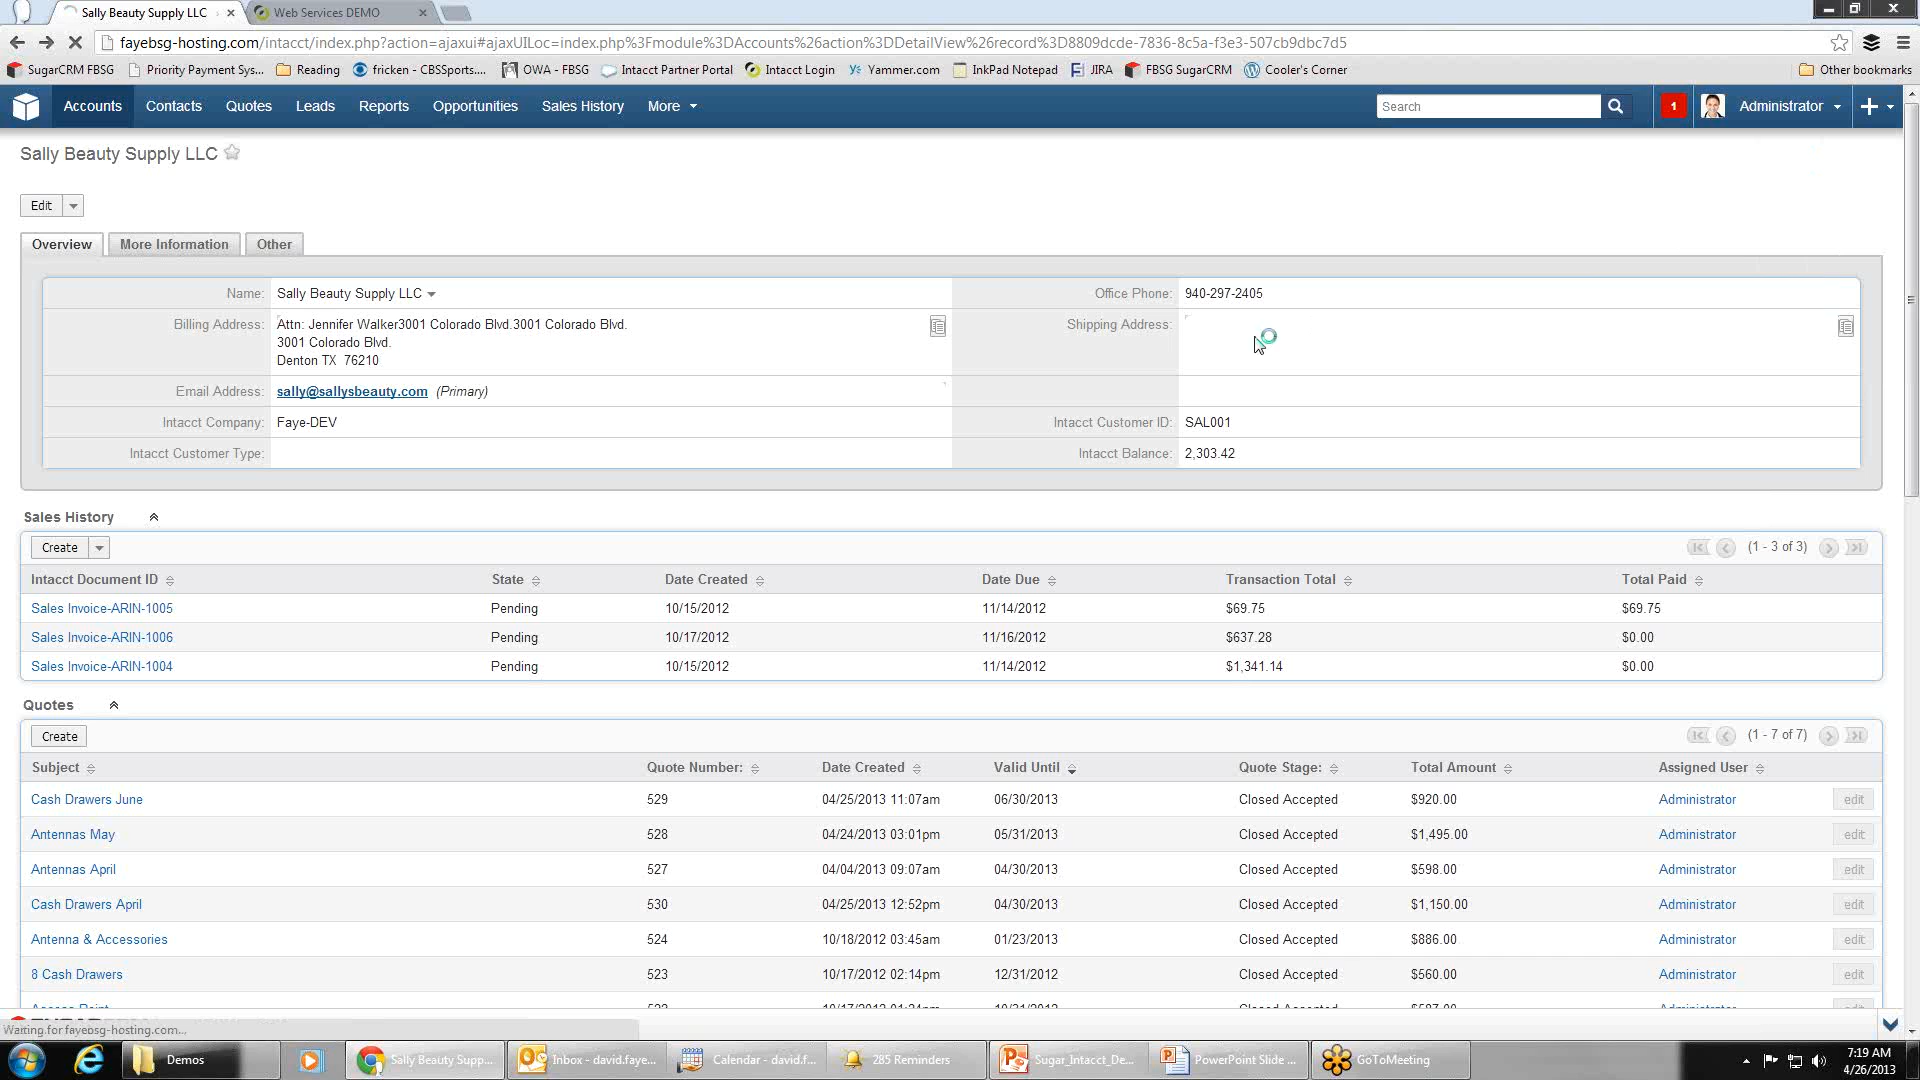 Sally Beauty Supply LLC
Web Services DEMO
fayebsg-hosting.com/intacct/index.php?action=ajaxui#ajaxUILoc=index.php%3Fmodule%3DAccounts%26action%3DDetailView%26record%3D8809dcde-7836-8c5a-f3e3-507cb9dbc7d5
SugarCRM FBSG
Priority Payment Sys...
Reading
fricken - CBSSports....
OWA - FBSG
Intacct Partner Portal
Intacct Login
Yammer.com
InkPad Notepad
JIRA
FBSG SugarCRM
Cooler's Corner
Other bookmarks
Accounts Contacts Quotes Leads Reports Opportunities Sales History More
Search
1
Administrator
Sally Beauty Supply LLC
Edit
Overview More Information Other
Name: Sally Beauty Supply LLC Office Phone: 940-297-2405
Billing Address: Attn: Jennifer Walker3001 Colorado Blvd.3001 Colorado Blvd. Shipping Address:
3001 Colorado Blvd.
Denton TX 76210
Email Address: sally@sallysbeauty.com (Primary)
Intacct Company: Faye-DEV Intacct Customer ID: SAL001
Intacct Customer Type: Intacct Balance: 2,303.42
Sales History
Create (1 - 3 of 3)
Intacct Document ID State Date Created Date Due Transaction Total Total Paid
Sales Invoice-ARIN-1005 Pending 10/15/2012 11/14/2012 $69.75 $69.75
Sales Invoice-ARIN-1006 Pending 10/17/2012 11/16/2012 $637.28 $0.00
Sales Invoice-ARIN-1004 Pending 10/15/2012 11/14/2012 $1,341.14 $0.00
Quotes
Create (1 - 7 of 7)
Subject Quote Number: Date Created Valid Until Quote Stage: Total Amount Assigned User
Cash Drawers June 529 04/25/2013 11:07am 06/30/2013 Closed Accepted $920.00 Administrator edit
Antennas May 528 04/24/2013 03:01pm 05/31/2013 Closed Accepted $1,495.00 Administrator edit
Antennas April 527 04/04/2013 09:07am 04/30/2013 Closed Accepted $598.00 Administrator edit
Cash Drawers April 530 04/25/2013 12:52pm 04/30/2013 Closed Accepted $1,150.00 Administrator edit
Antenna & Accessories 524 10/18/2012 03:45am 01/23/2013 Closed Accepted $886.00 Administrator edit
8 Cash Drawers 523 10/17/2012 02:14pm 12/31/2012 Closed Accepted $560.00 Administrator edit
Waiting for fayebsg-hosting.com...
Demos
Sally Beauty Supp...
Inbox - david.faye...
Calendar - david.f...
285 Reminders
Sugar_Intacct_De...
PowerPoint Slide ...
GoToMeeting
7:19 AM
4/26/2013